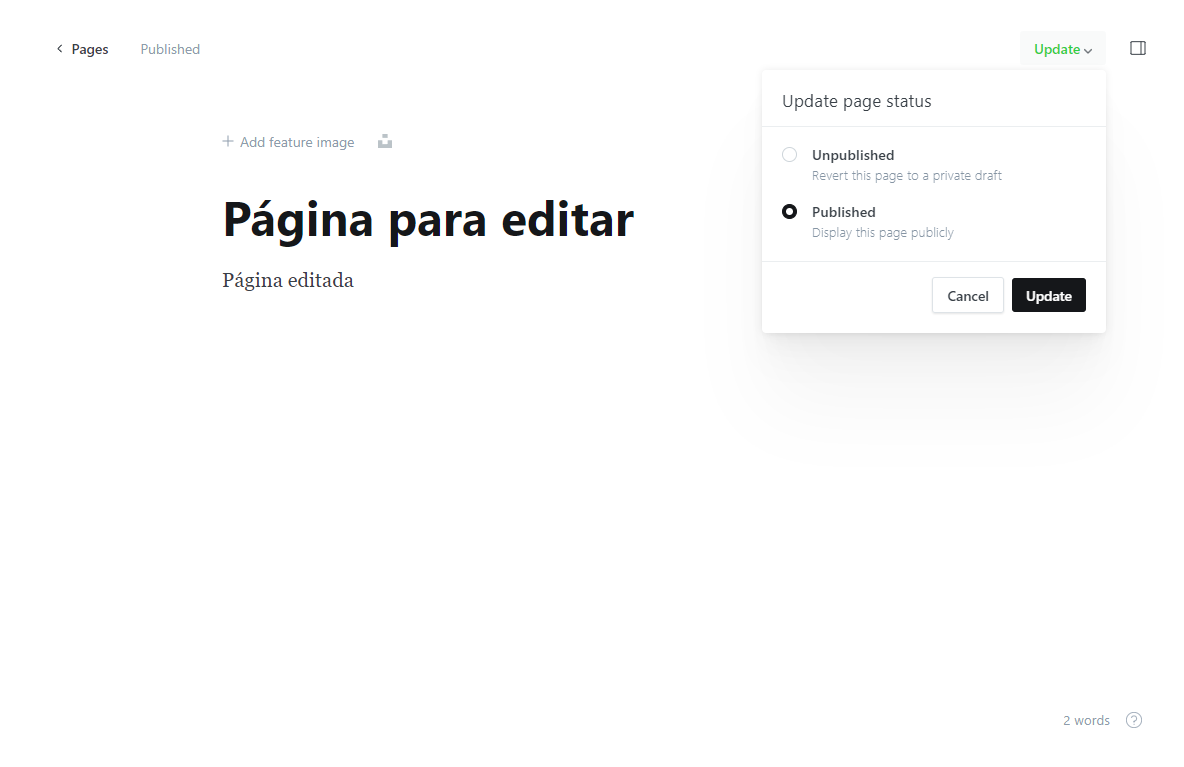 Pages
Published
Update
Update page status
Unpublished
Revert this page to a private draft
Published
Display this page publicly
Cancel
Update
Add feature image
Página para editar
Página editada
2 words